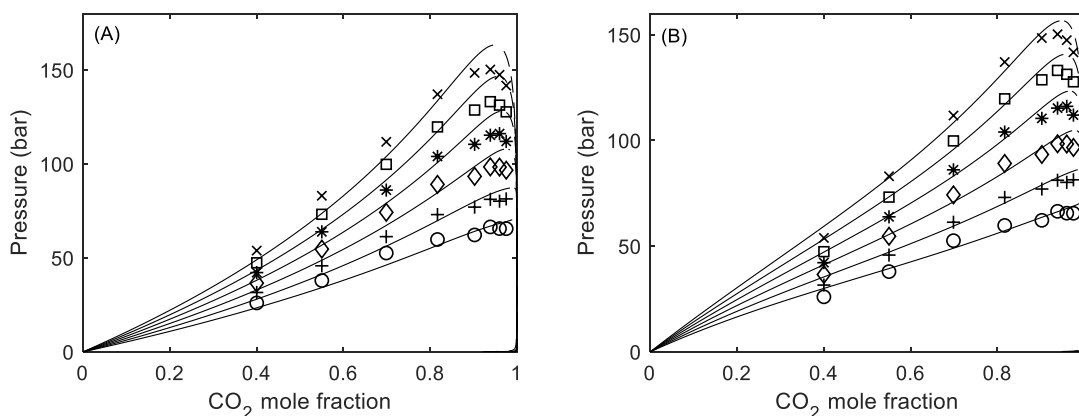 (A)
150
100
50
0
Pressure (bar)
0 0.2 0.4 0.6 0.8 1
CO2 mole fraction
(B)
150
100
50
0
Pressure (bar)
0 0.2 0.4 0.6 0.8
CO2 mole fraction